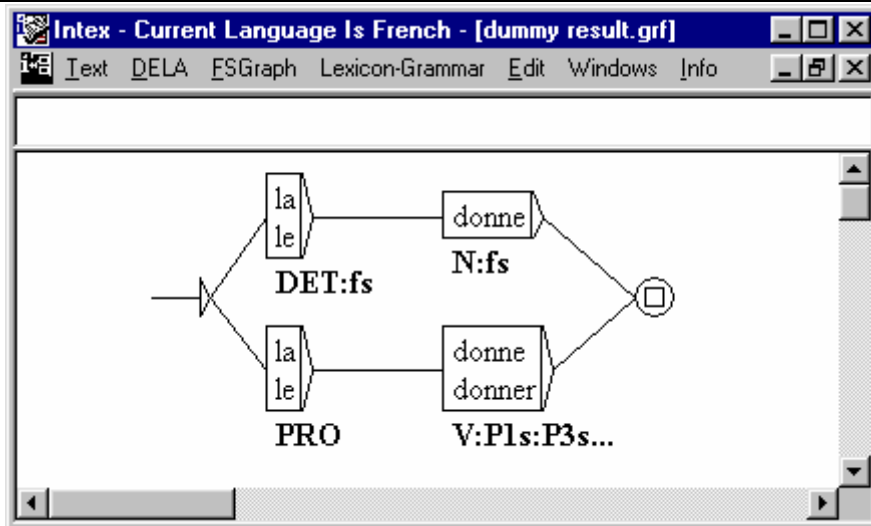 Intex - Current Language Is French - [dummy result.grf]
Text DELA FSGraph Lexicon-Grammar Edit Windows Info
la
le
DET:fs
donne
N:fs
la
le
PRO
donne
donner
V:P1s:P3s...